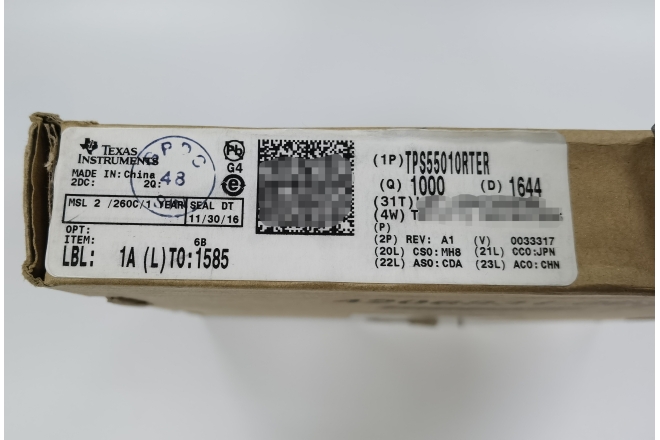 TEXAS
INSTRUMENTS
MADE IN:China
2DC: 2Q:
48
MSL 2 /260C/1 YEAR SEAL DT
11/30/16
OPT:
ITEM: 6B
LBL: 1A (L)TO:1585
Pb
G4
e
(1P)TPS55010RTER
(Q) 1000 (D) 1644
(31T)
(4W) T
(P)
(2P) REV: A1 (V) 0033317
(20L) CSO:MH8 (21L) CCO:JPN
(22L) ASO:CDA (23L) ACO:CHN